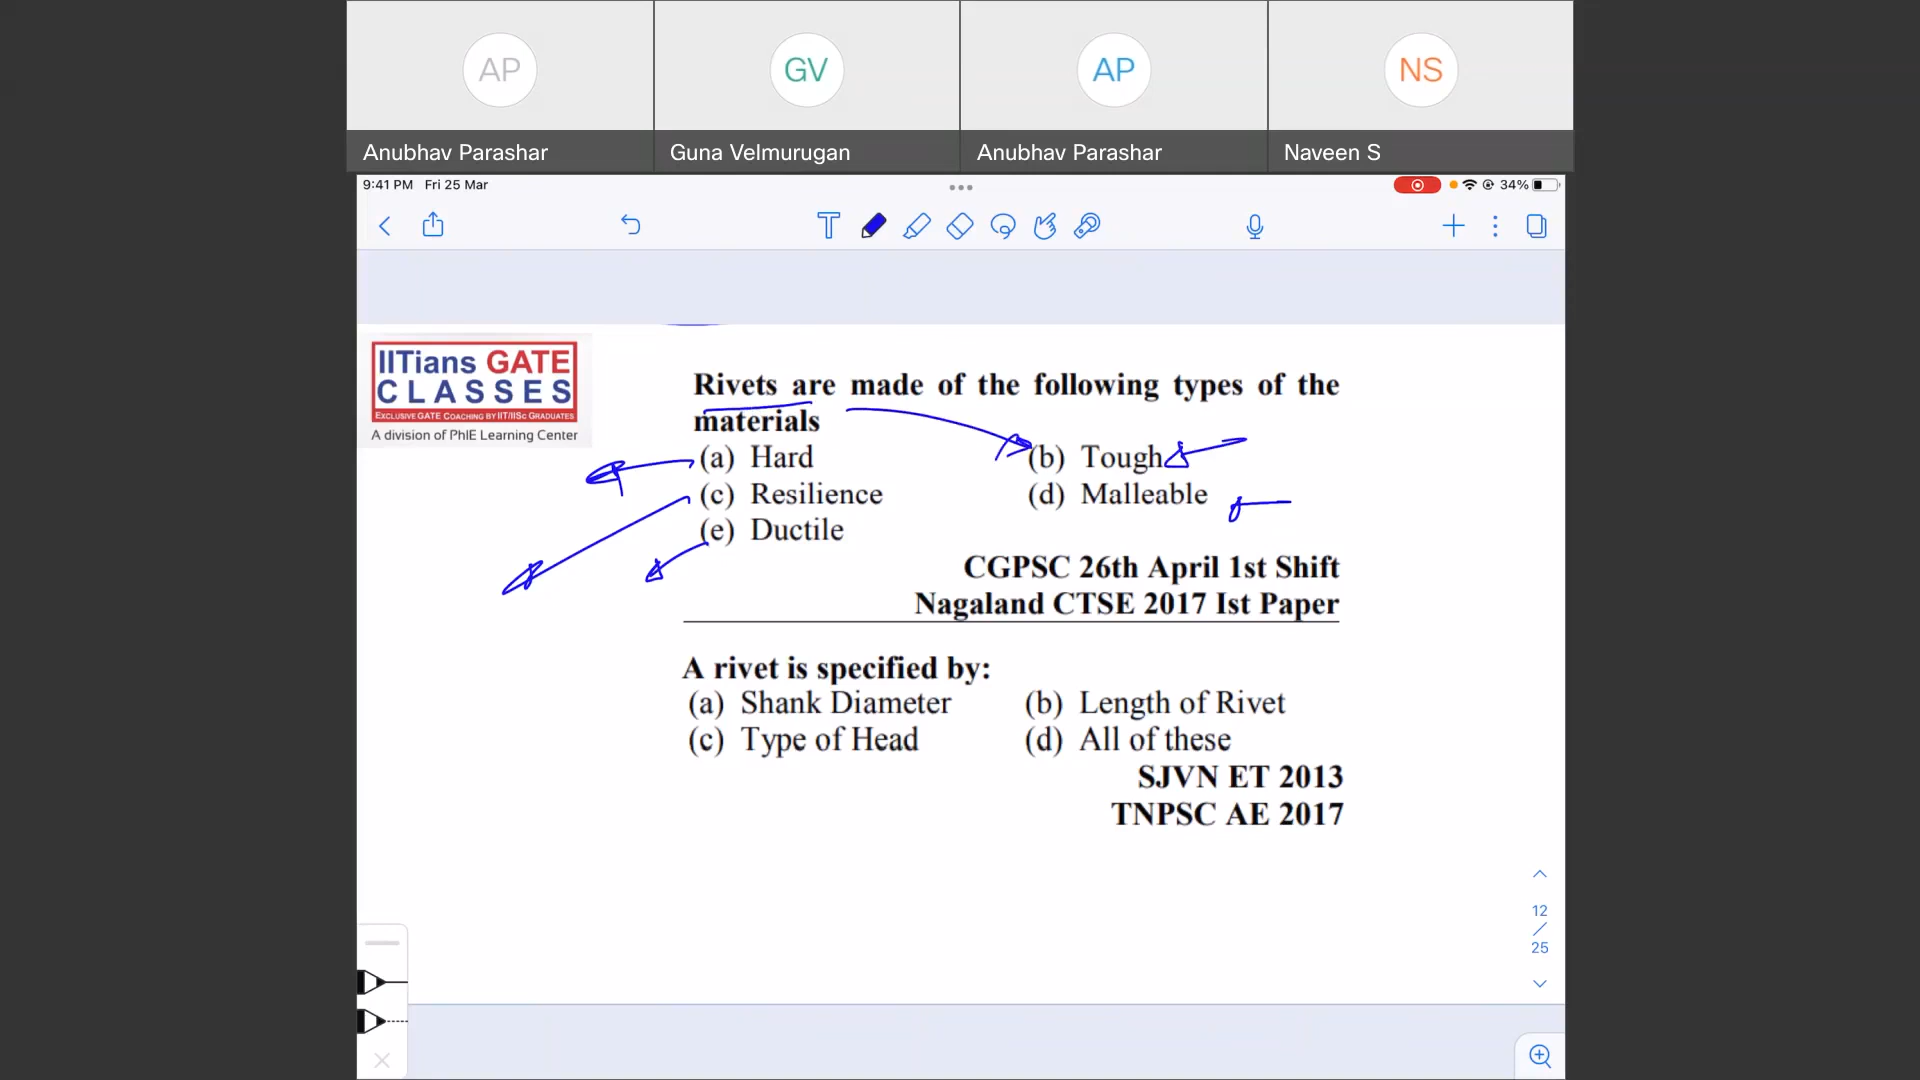 AP
GV
AP
NS
Anubhav Parashar
Guna Velmurugan
Anubhav Parashar
Naveen S
9:41 PM Fri 25 Mar
34%
IITians GATE
CLASSES
EXCLUSIVE GATE COACHING BY IIT/IISc GRADUATES
A division of PhIE Learning Center
Rivets are made of the following types of the
materials
(a) Hard (b) Tough
(c) Resilience (d) Malleable
(e) Ductile
CGPSC 26th April 1st Shift
Nagaland CTSE 2017 Ist Paper
A rivet is specified by:
(a) Shank Diameter (b) Length of Rivet
(c) Type of Head (d) All of these
SJVN ET 2013
TNPSC AE 2017
12
/
25